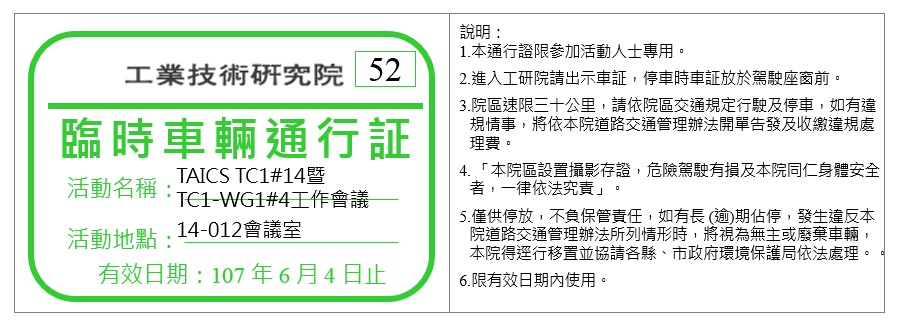 工業技術研究院 52
臨時車輛通行証
活動名稱：TAICS TC1#14暨
TC1-WG1#4工作會議
活動地點：14-012會議室
有效日期：107 年 6 月 4 日止
說明：
1.本通行證限參加活動人士專用。
2.進入工研院請出示車証，停車時車証放於駕駛座窗前。
3.院區速限三十公里，請依院區交通規定行駛及停車，如有違
規情事，將依本院道路交通管理辦法開單告發及收繳違規處
理費。
4.「本院區設置攝影存證，危險駕駛有損及本院同仁身體安全
者，一律依法究責」。
5.僅供停放，不負保管責任，如有長 (逾)期佔停，發生違反本
院道路交通管理辦法所列情形時，將視為無主或廢棄車輛，
本院得逕行移置並協請各縣、市政府環境保護局依法處理。。
6.限有效日期內使用。